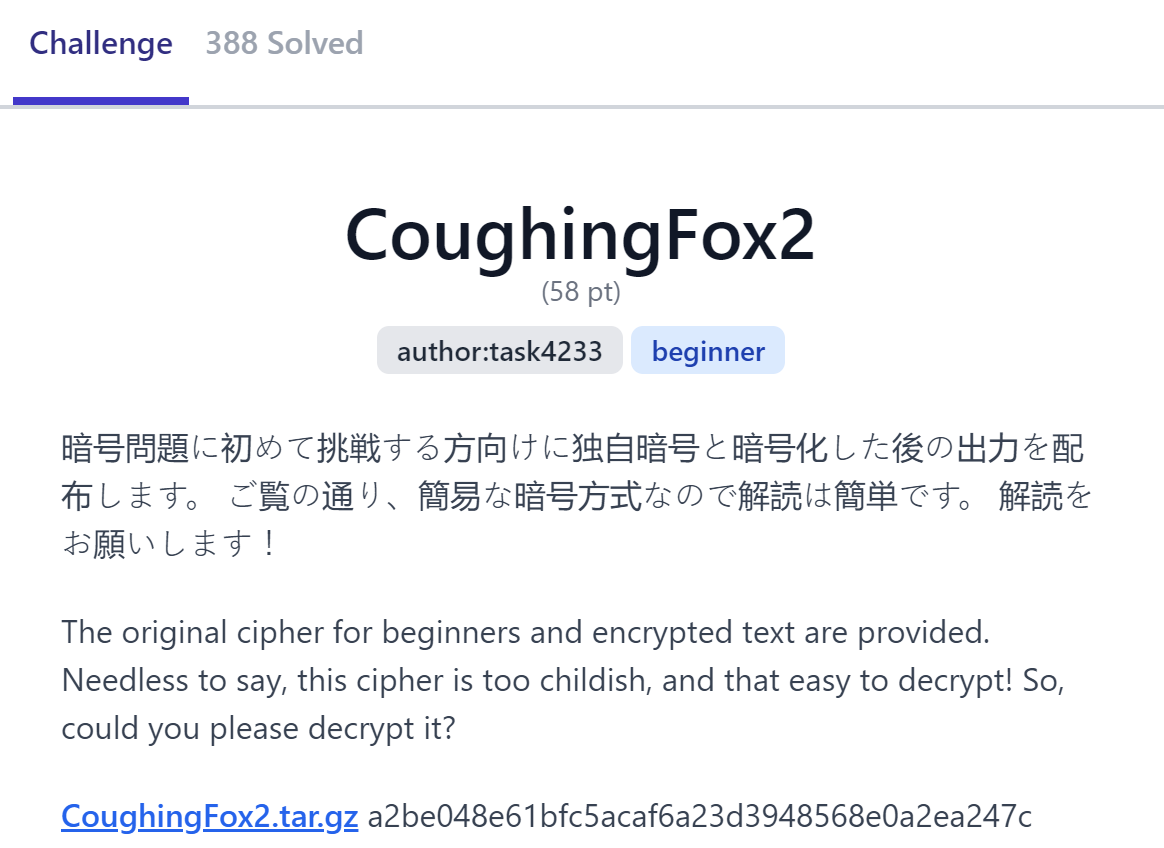 Challenge 388 Solved
CoughingFox2
(58 pt)
author:task4233 beginner
暗号問題に初めて挑戦する方向けに独自暗号と暗号化した後の出力を配
布します。 ご覧の通り、簡易な暗号方式なので解読は簡単です。 解読を
お願いします！
The original cipher for beginners and encrypted text are provided.
Needless to say, this cipher is too childish, and that easy to decrypt! So,
could you please decrypt it?
CoughingFox2.tar.gz a2be048e61bfc5acaf6a23d3948568e0a2ea247c